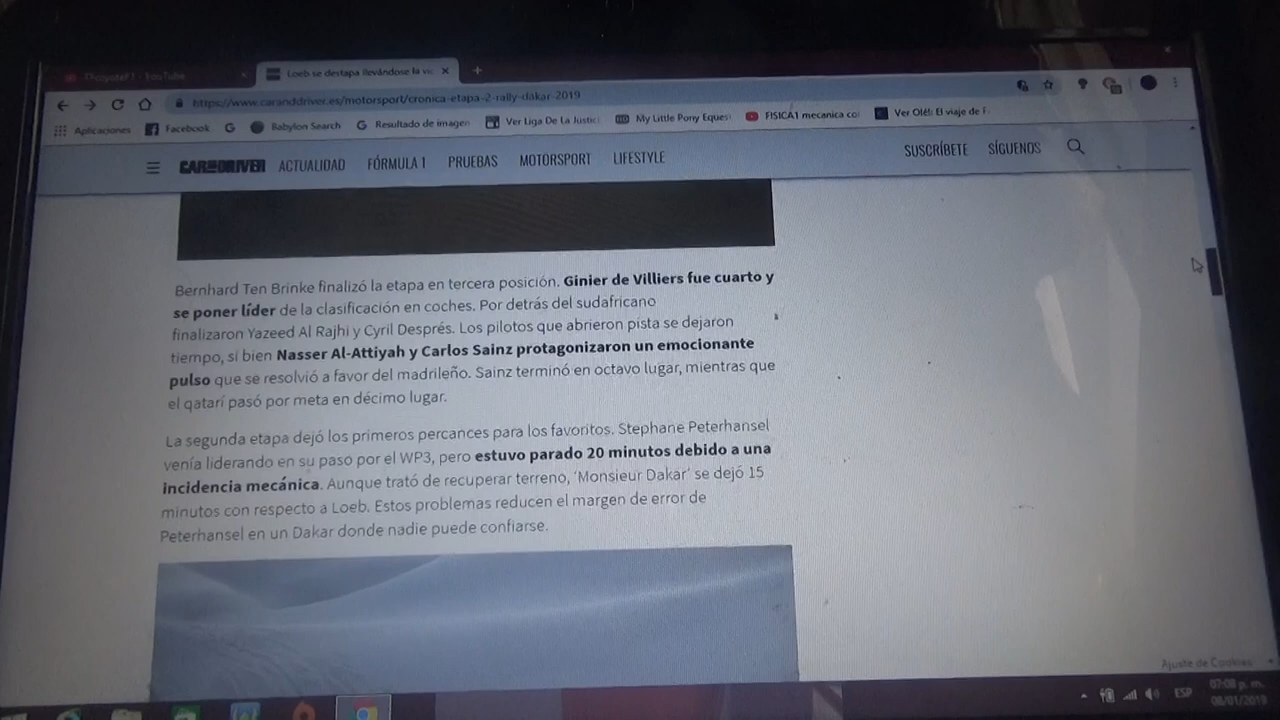 TFcoyoteF1 - YouTube
Loeb se destapa llevándose la vic
https://www.caranddriver.es/motorsport/cronica-etapa-2-rally-dakar-2019
Aplicaciones Facebook Babylon Search Resultado de imagen Ver Liga De La Justic My Little Pony Equest FISICA1 mecanica co Ver Olé!: El viaje de F
CAR AND DRIVER ACTUALIDAD FÓRMULA 1 PRUEBAS MOTORSPORT LIFESTYLE SUSCRÍBETE SÍGUENOS
Bernhard Ten Brinke finalizó la etapa en tercera posición. Ginier de Villiers fue cuarto y
se poner líder de la clasificación en coches. Por detrás del sudafricano
finalizaron Yazeed Al Rajhi y Cyril Després. Los pilotos que abrieron pista se dejaron
tiempo, si bien Nasser Al-Attiyah y Carlos Sainz protagonizaron un emocionante
pulso que se resolvió a favor del madrileño. Sainz terminó en octavo lugar, mientras que
el qatarí pasó por meta en décimo lugar.
La segunda etapa dejó los primeros percances para los favoritos. Stephane Peterhansel
venía liderando en su paso por el WP3, pero estuvo parado 20 minutos debido a una
incidencia mecánica. Aunque trató de recuperar terreno, 'Monsieur Dakar' se dejó 15
minutos con respecto a Loeb. Estos problemas reducen el margen de error de
Peterhansel en un Dakar donde nadie puede confiarse.
Ajuste de Cookies
ESP 07:08 p. m.
08/01/2019